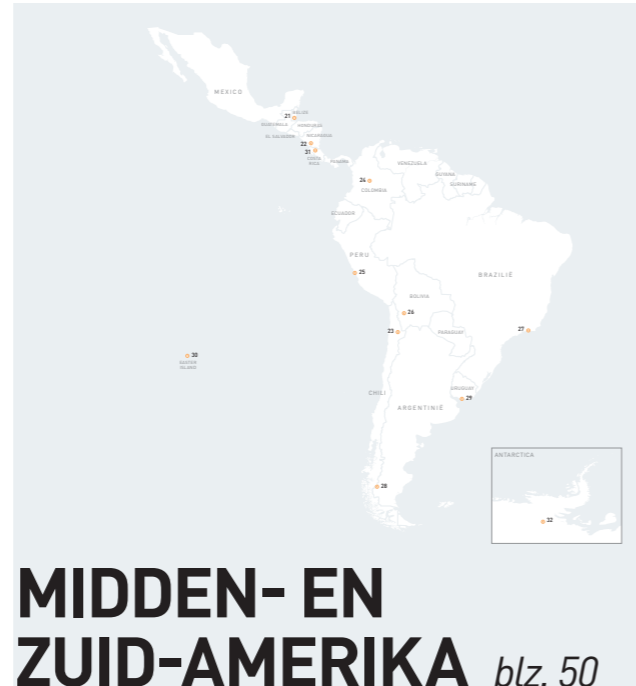 MEXICO
21
BELIZE
GUATEMALA
HONDURAS
EL SALVADOR
NICARAGUA
22
31
COSTA
RICA
PANAMA
VENEZUELA
GUYANA
SURINAME
24
COLOMBIA
ECUADOR
PERU
25
BRAZILIË
BOLIVIA
26
23
PARAGUAY
27
30
EASTER
ISLAND
CHILI
URUGUAY
29
ARGENTINIË
ANTARCTICA
28
32
MIDDEN- EN
ZUID-AMERIKA blz. 50